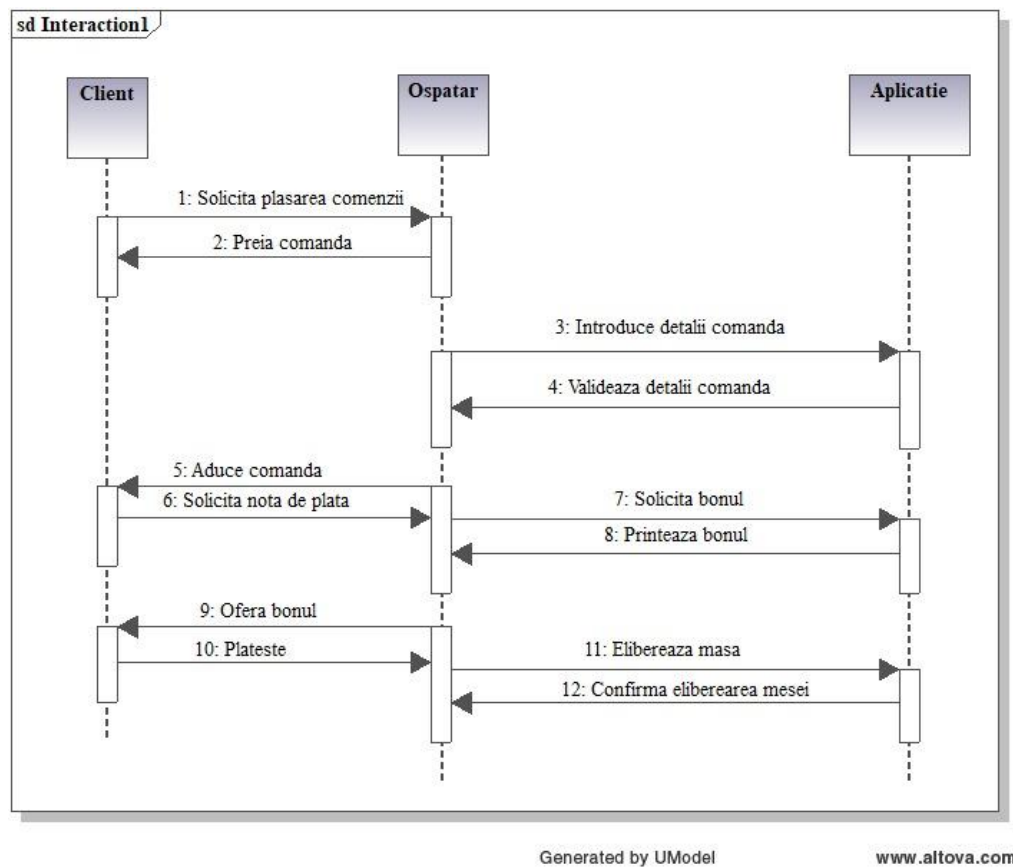 sd Interaction1
Client
Ospatar
Aplicatie
1: Solicita plasarea comenzii
2: Preia comanda
3: Introduce detalii comanda
4: Valideaza detalii comanda
5: Aduce comanda
6: Solicita nota de plata
7: Solicita bonul
8: Printeaza bonul
9: Ofera bonul
10: Plateste
11: Elibereaza masa
12: Confirma eliberearea mesei
Generated by UModel
www.altova.com